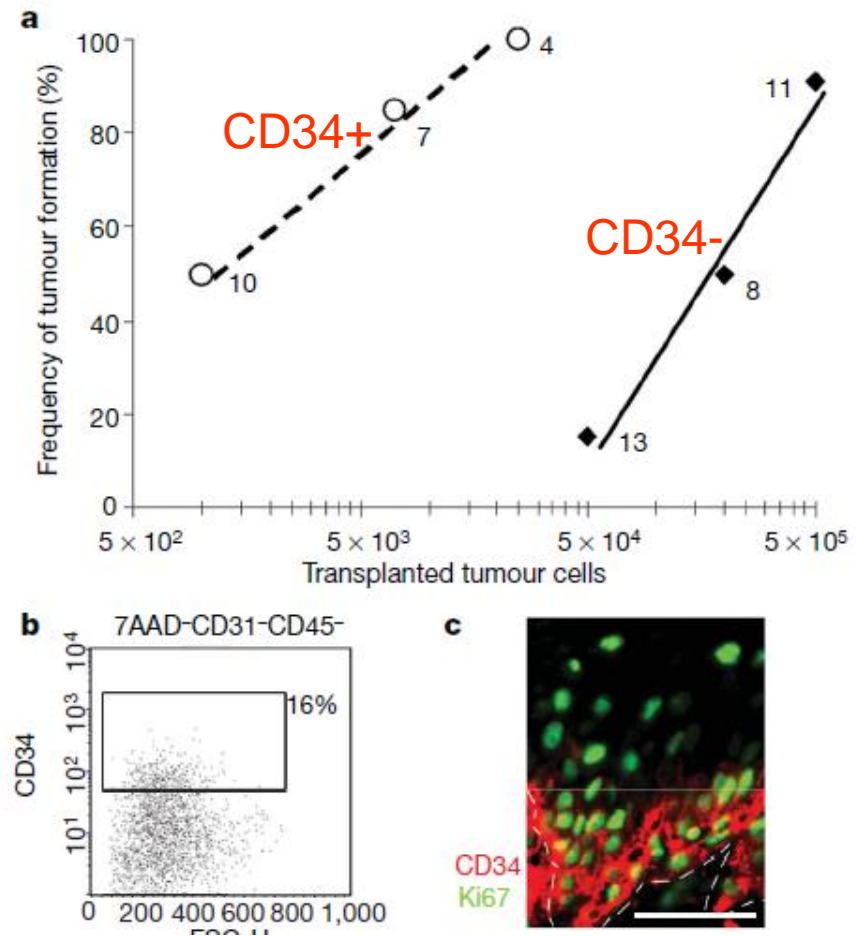 a
Frequency of tumour formation (%)
100
80
60
40
20
0
CD34+
4
7
10
CD34-
11
8
13
5 × 10²
5 × 10³
5 × 10⁴
5 × 10⁵
Transplanted tumour cells
b
7AAD⁻CD31⁻CD45⁻
CD34
10⁴
10³
10²
10¹
16%
0 200 400 600 800 1,000
c
CD34
Ki67